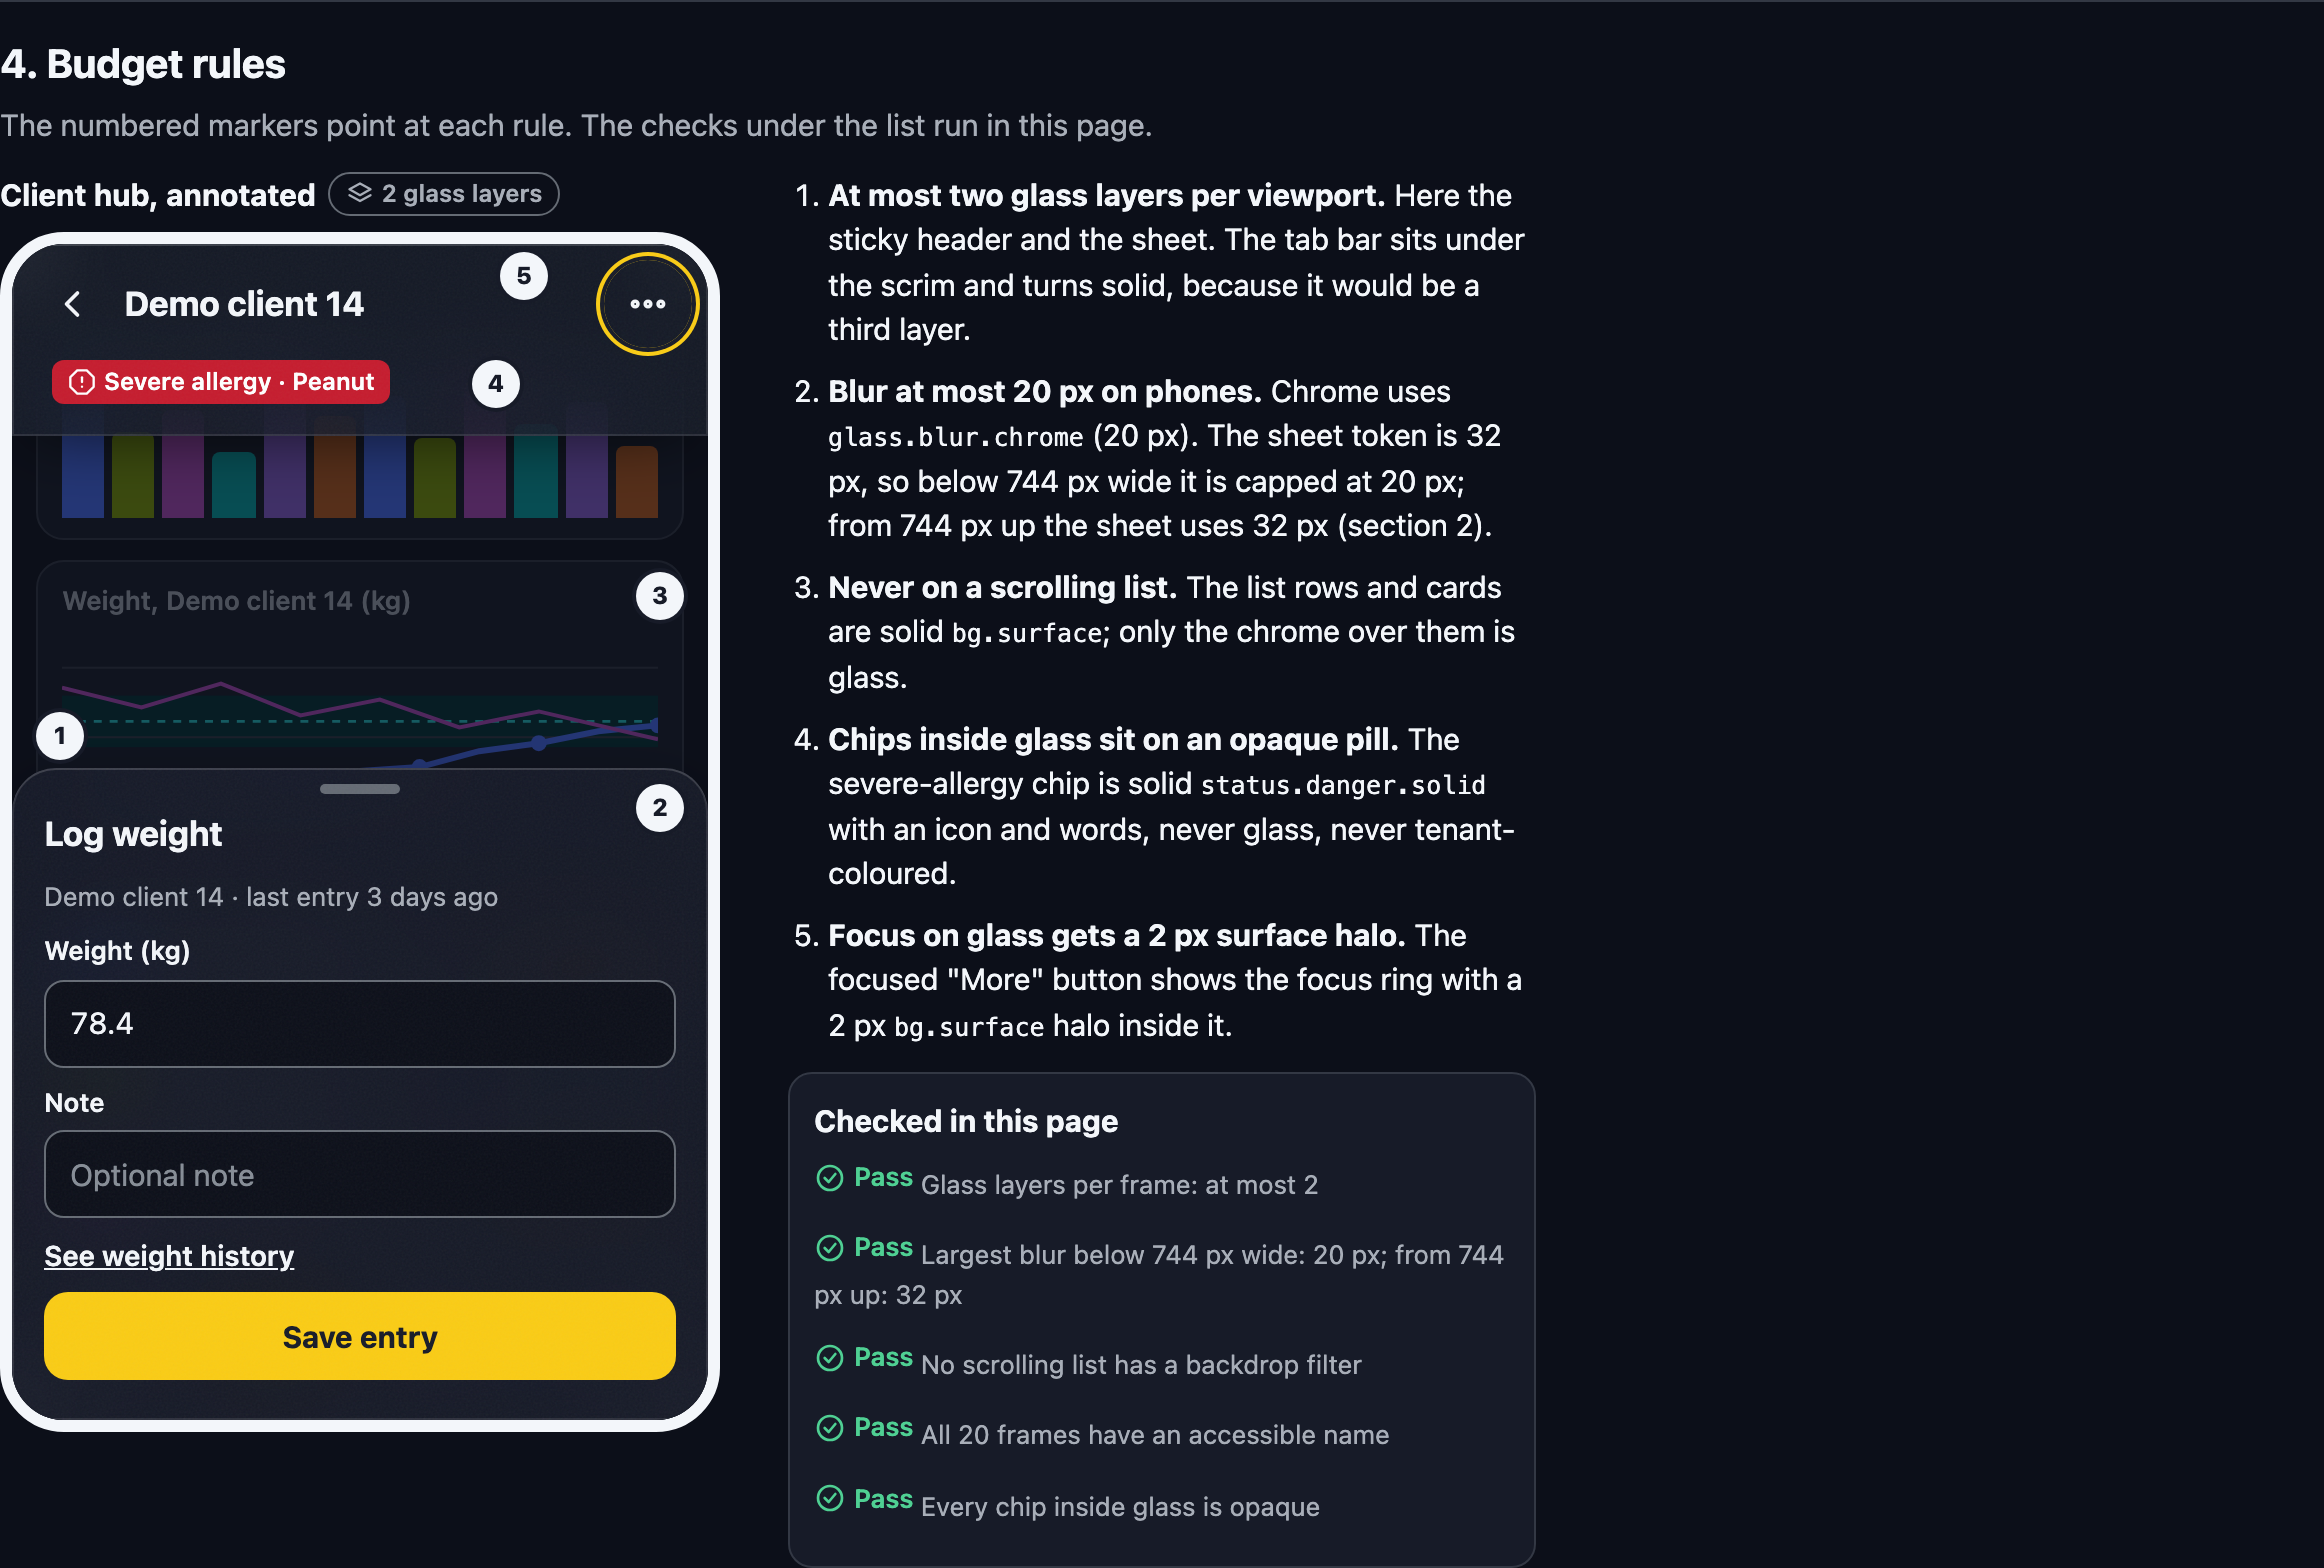 4. Budget rules
The numbered markers point at each rule. The checks under the list run in this page.
Client hub, annotated
2 glass layers
5
Demo client 14
Severe allergy · Peanut
4
Weight, Demo client 14 (kg)
3
1
2
Log weight
Demo client 14 · last entry 3 days ago
Weight (kg)
78.4
Note
Optional note
See weight history
Save entry
1. At most two glass layers per viewport. Here the
sticky header and the sheet. The tab bar sits under
the scrim and turns solid, because it would be a
third layer.
2. Blur at most 20 px on phones. Chrome uses
glass.blur.chrome (20 px). The sheet token is 32
px, so below 744 px wide it is capped at 20 px;
from 744 px up the sheet uses 32 px (section 2).
3. Never on a scrolling list. The list rows and cards
are solid bg.surface; only the chrome over them is
glass.
4. Chips inside glass sit on an opaque pill. The
severe-allergy chip is solid status.danger.solid
with an icon and words, never glass, never tenant-
coloured.
5. Focus on glass gets a 2 px surface halo. The
focused "More" button shows the focus ring with a
2 px bg.surface halo inside it.
Checked in this page
Pass Glass layers per frame: at most 2
Pass Largest blur below 744 px wide: 20 px; from 744
px up: 32 px
Pass No scrolling list has a backdrop filter
Pass All 20 frames have an accessible name
Pass Every chip inside glass is opaque